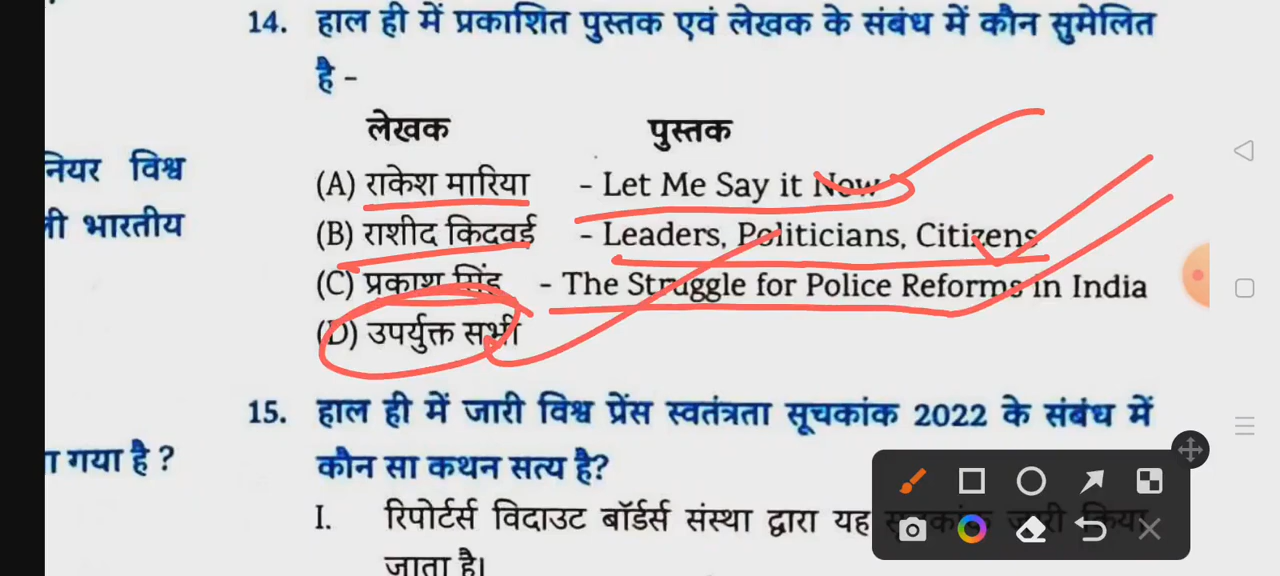 14. हाल ही में प्रकाशित पुस्तक एवं लेखक के संबंध में कौन सुमेलित
है -
लेखक पुस्तक
नियर विश्व
(A) राकेश मारिया - Let Me Say it Now
ी भारतीय
(B) राशीद किदवई - Leaders, Politicians, Citizens
(C) प्रकाश सिंह - The Struggle for Police Reforms in India
(D) उपर्युक्त सभी
15. हाल ही में जारी विश्व प्रेंस स्वतंत्रता सूचकांक 2022 के संबंध में
ा गया है ?
कौन सा कथन सत्य है?
I. रिपोर्टर्स विदाउट बॉर्डर्स संस्था द्वारा यह सूचकांक जारी किया
जाता है।